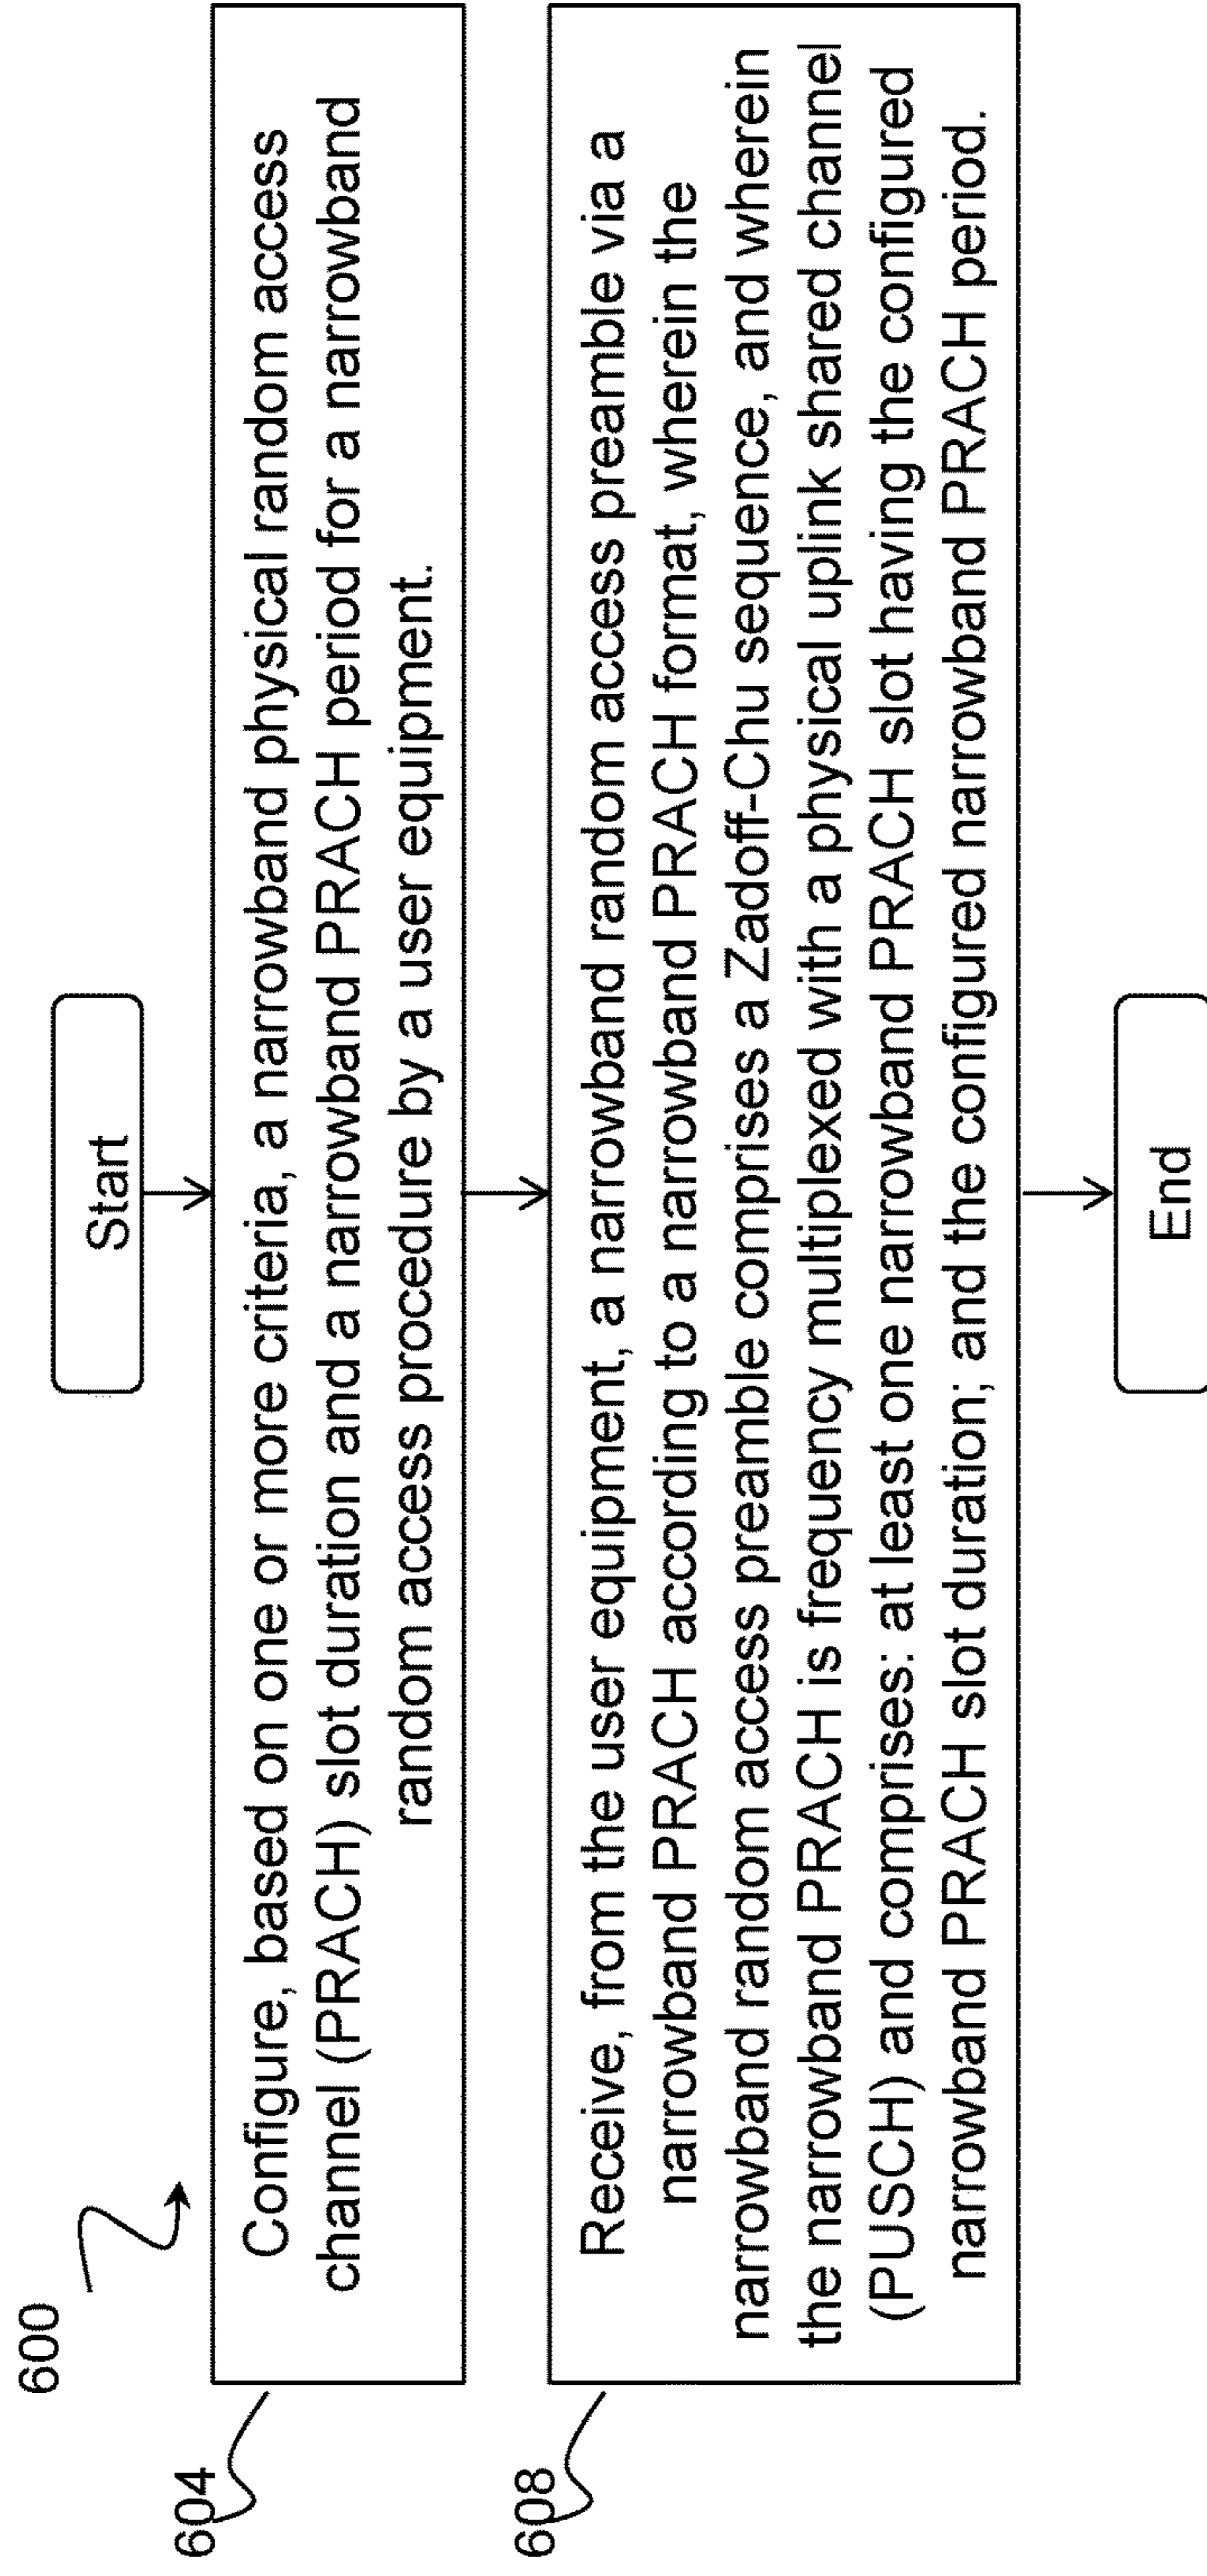 600
Start
604
Configure, based on one or more criteria, a narrowband physical random access
channel (PRACH) slot duration and a narrowband PRACH period for a narrowband
random access procedure by a user equipment.
608
Receive, from the user equipment, a narrowband random access preamble via a
narrowband PRACH according to a narrowband PRACH format, wherein the
narrowband random access preamble comprises a Zadoff-Chu sequence, and wherein
the narrowband PRACH is frequency multiplexed with a physical uplink shared channel
(PUSCH) and comprises: at least one narrowband PRACH slot having the configured
narrowband PRACH slot duration; and the configured narrowband PRACH period.
End